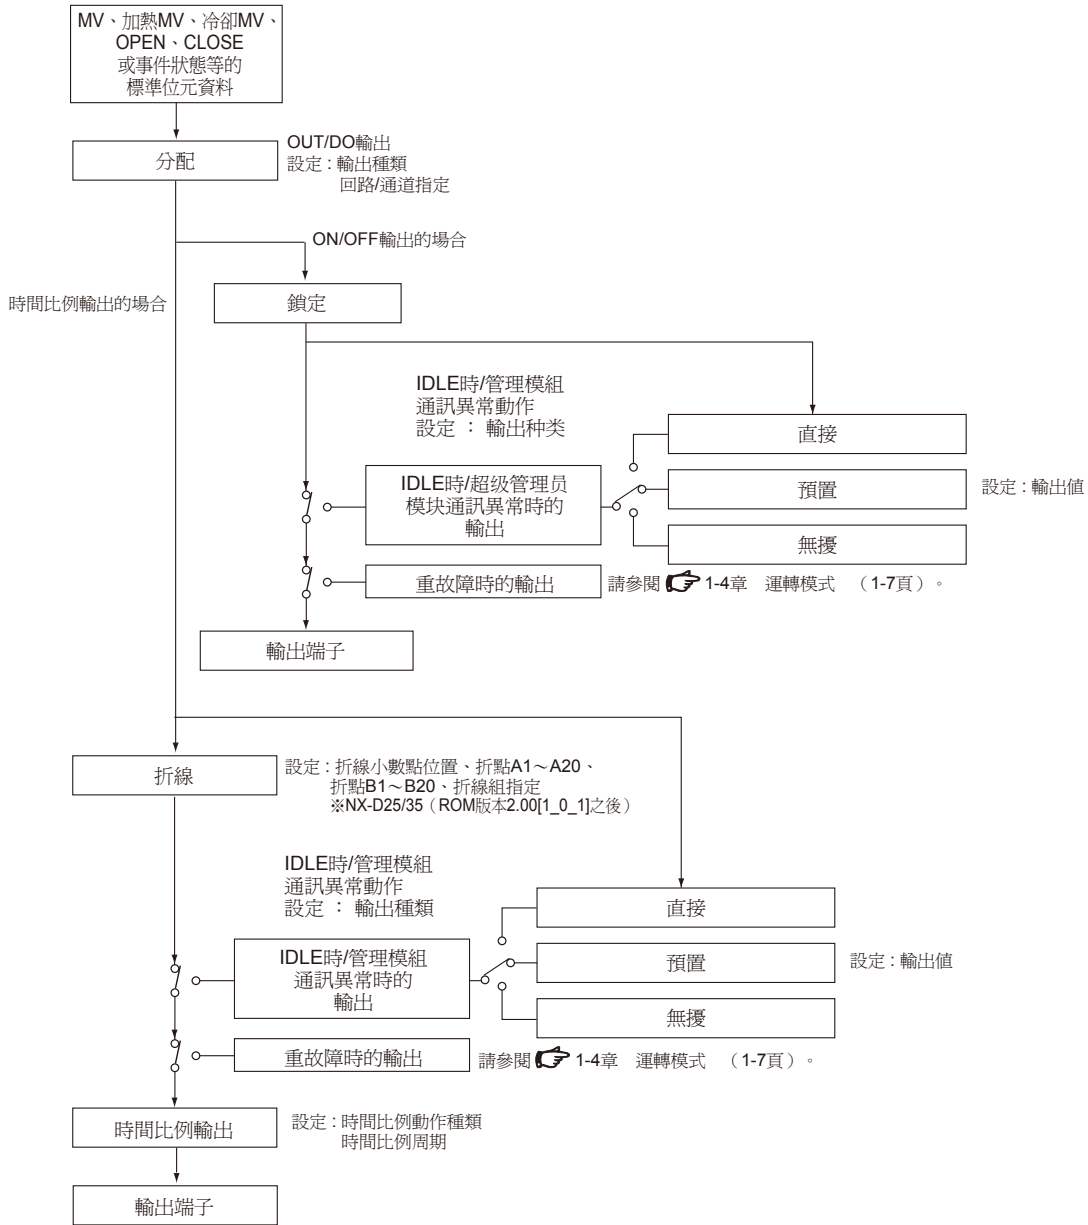 MV、加熱MV、冷卻MV、
OPEN、CLOSE
或事件狀態等的
標準位元資料
分配
OUT/DO輸出
設定：輸出種類
回路/通道指定
ON/OFF輸出的場合
時間比例輸出的場合
鎖定
IDLE時/管理模組
通訊異常動作
設定 ： 輸出种类
直接
IDLE時/超级管理员
模块通訊異常時的
輸出
預置
設定：輸出値
無擾
重故障時的輸出
請參閱 1-4章 運轉模式 （1-7頁）。
輸出端子
折線
設定：折線小數點位置、折點A1～A20、
折點B1～B20、折線組指定
※NX-D25/35（ROM版本2.00[1_0_1]之後）
IDLE時/管理模組
通訊異常動作
設定 ： 輸出種類
直接
IDLE時/管理模組
通訊異常時的
輸出
預置
設定：輸出値
無擾
重故障時的輸出
請參閱 1-4章 運轉模式 （1-7頁）。
時間比例輸出
設定：時間比例動作種類
時間比例周期
輸出端子